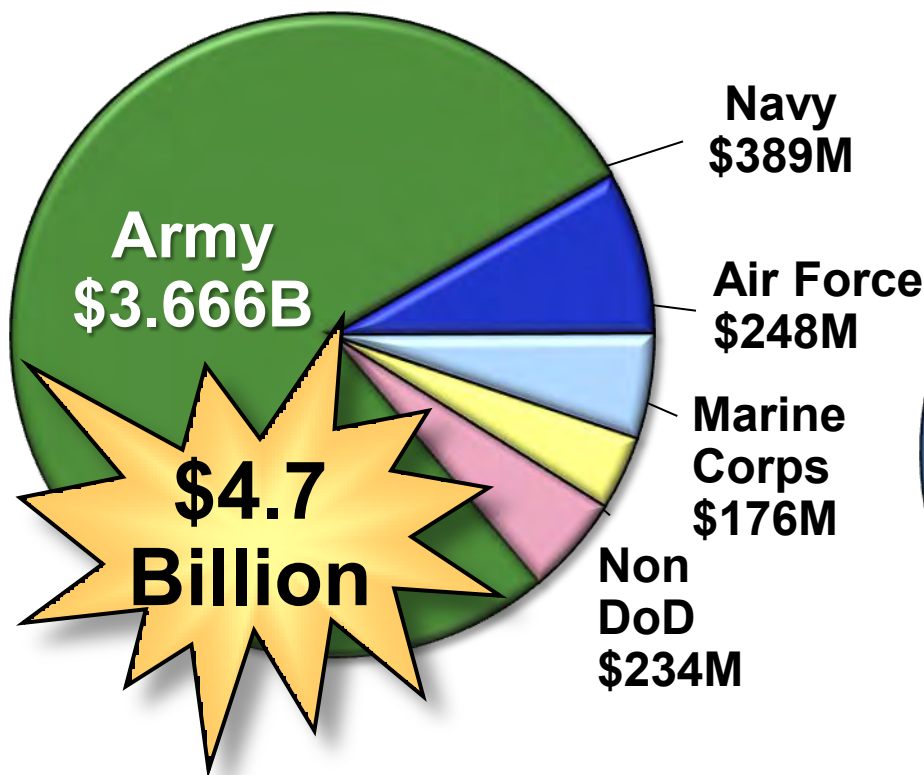 Navy
$389M
Army
$3.666B
Air Force
$248M
Marine
Corps
$176M
$4.7
Billion
Non
DoD
$234M